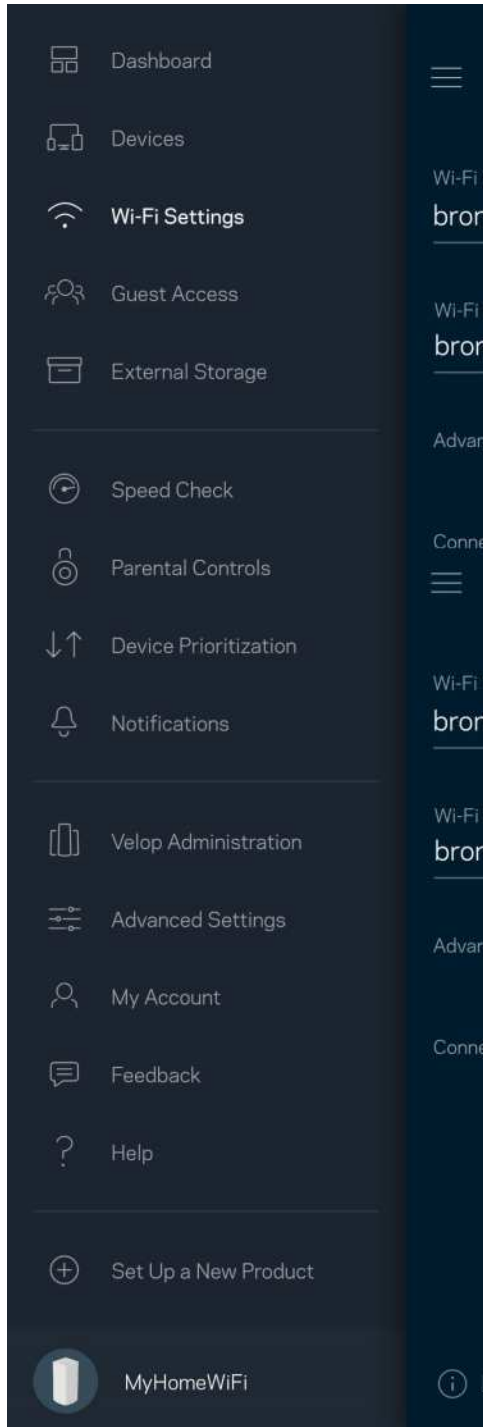 Dashboard
Devices
Wi-Fi Settings
Guest Access
External Storage
Speed Check
Parental Controls
Device Prioritization
Notifications
Velop Administration
Advanced Settings
My Account
Feedback
Help
Set Up a New Product
MyHomeWiFi
Wi-Fi
bror
Wi-Fi
bror
Advar
Conne
Wi-Fi
bror
Wi-Fi
bror
Advar
Conne